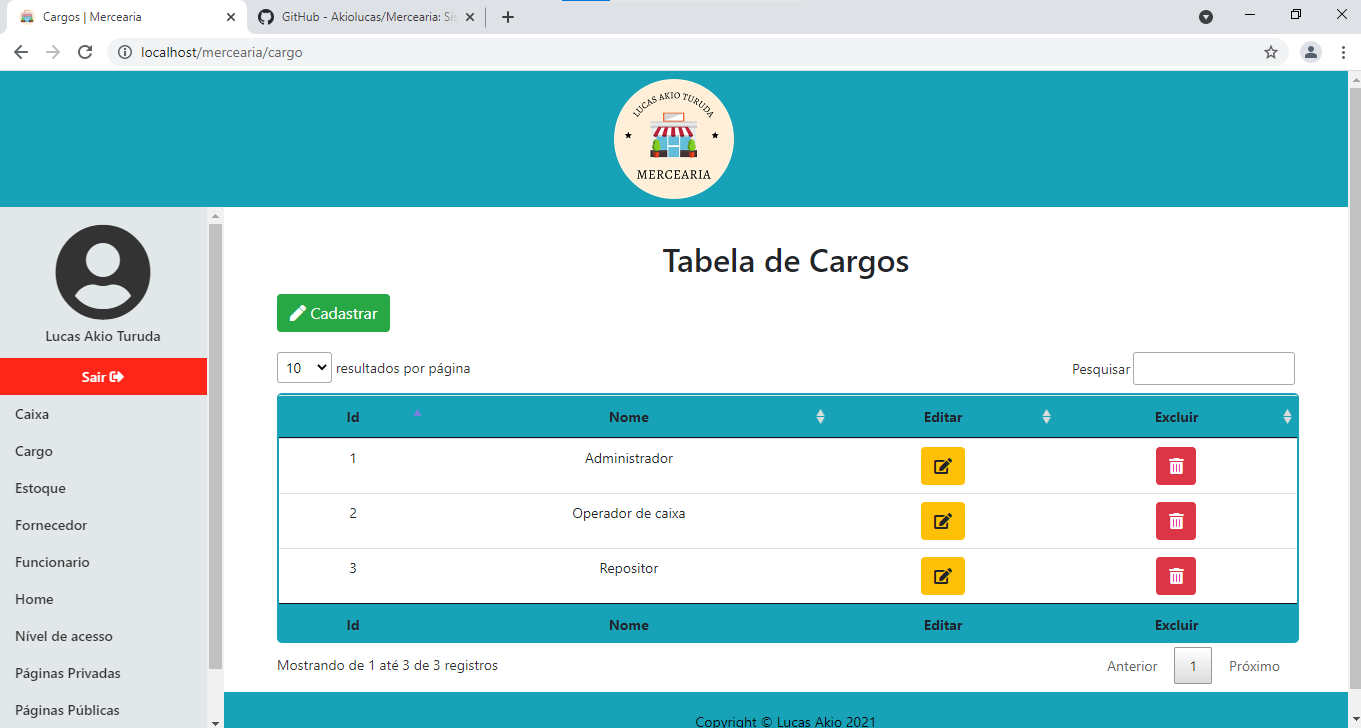 Cargos | Mercearia
GitHub - Akiolucas/Mercearia: Sis
localhost/mercearia/cargo
LUCAS AKIO TURUDA
MERCEARIA
Lucas Akio Turuda
Sair
Caixa
Cargo
Estoque
Fornecedor
Funcionario
Home
Nível de acesso
Páginas Privadas
Páginas Públicas
Tabela de Cargos
Cadastrar
10 resultados por página
Pesquisar
Id Nome Editar Excluir
1 Administrador
2 Operador de caixa
3 Repositor
Id Nome Editar Excluir
Mostrando de 1 até 3 de 3 registros
Anterior 1 Próximo
Copyright © Lucas Akio 2021